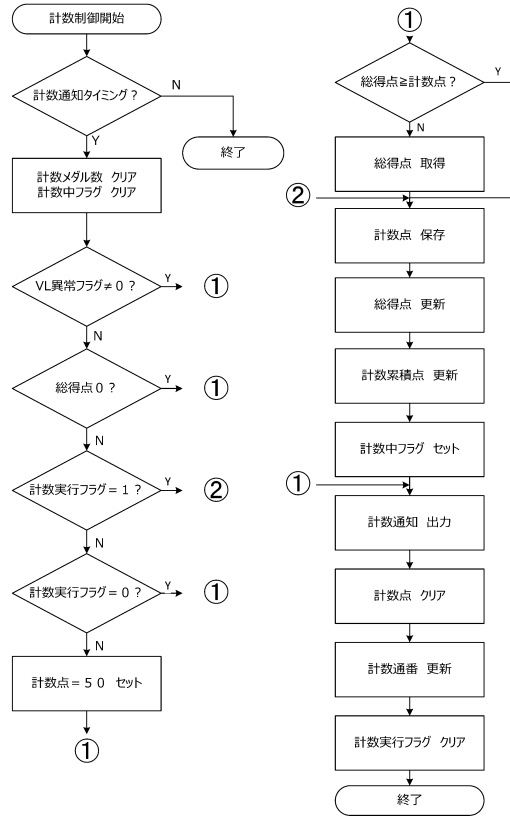 計数制御開始
計数通知タイミング？
N
Y
終了
計数メダル数 クリア
計数中フラグ クリア
VL異常フラグ≠０？
Y
①
N
総得点０？
Y
①
N
計数実行フラグ＝１？
Y
②
N
計数実行フラグ＝０？
Y
①
N
計数点＝５０ セット
①
①
総得点≧計数点？
Y
N
総得点 取得
②
計数点 保存
総得点 更新
計数累積点 更新
計数中フラグ セット
①
計数通知 出力
計数点 クリア
計数通番 更新
計数実行フラグ クリア
終了